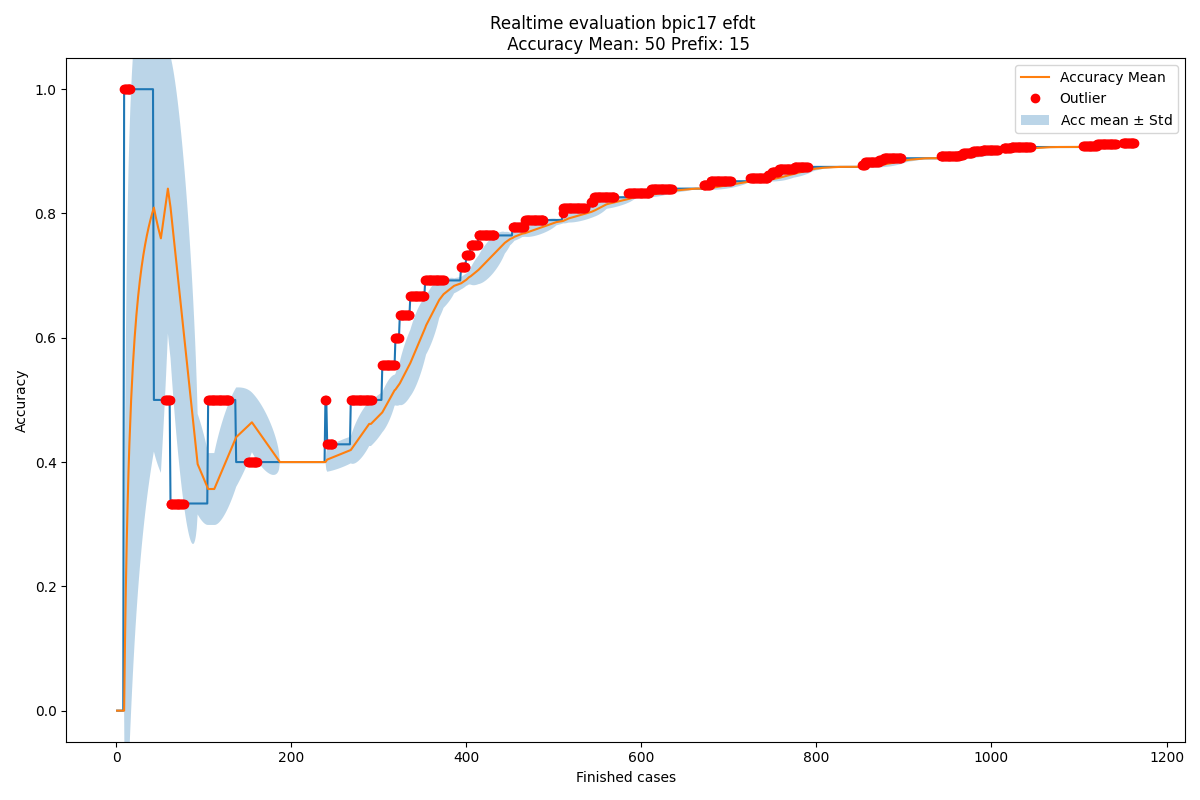 Realtime evaluation bpic17 efdt
Accuracy Mean: 50 Prefix: 15
Accuracy Mean
Outlier
Acc mean ± Std
Accuracy
1.0
0.8
0.6
0.4
0.2
0.0
0
200
400
600
800
1000
1200
Finished cases